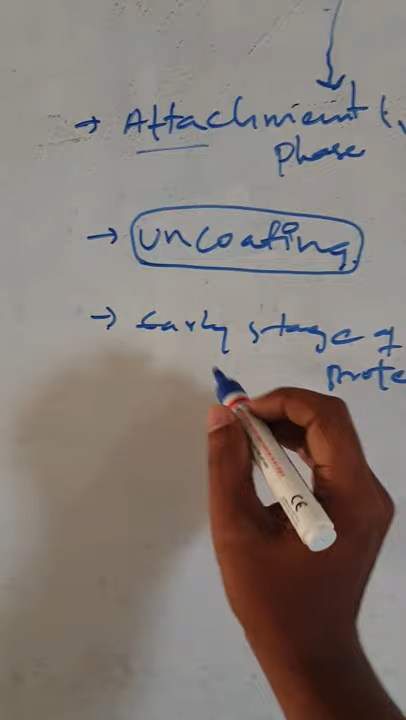 → Attachment (
phase
→ uncoating
→ Early stage of
prote